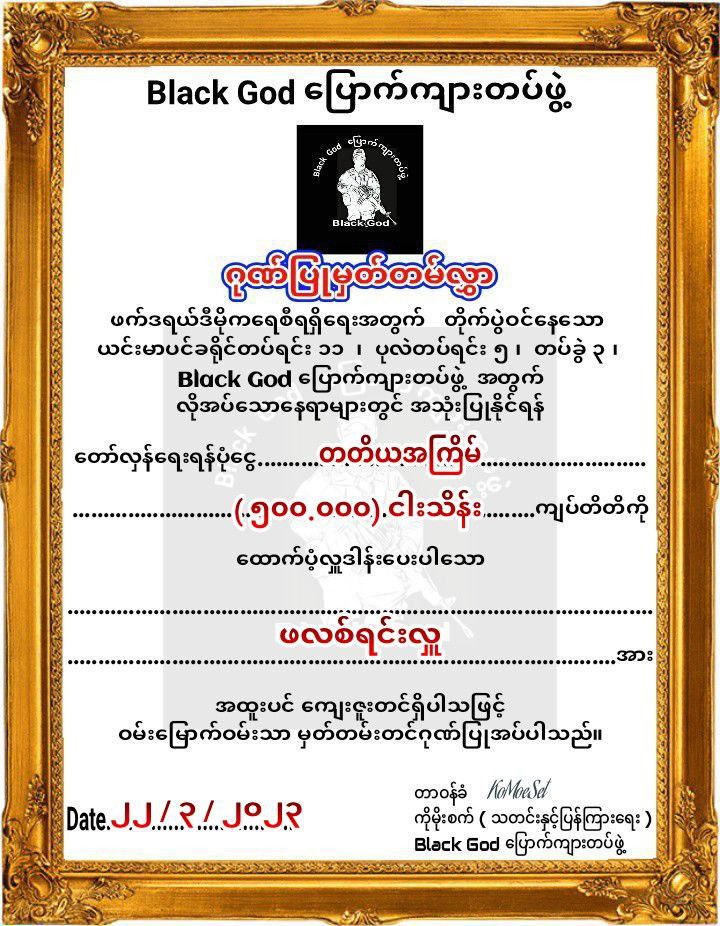 Black God ပြောက်ကျားတပ်ဖွဲ့
Black God ပြောက်ကျားတပ်ဖွဲ့
Black God
ဂုဏ်ပြုမှတ်တမ်လွှာ
ဖက်ဒရယ်ဒီမိုကရေစီရရှိရေးအတွက် တိုက်ပွဲဝင်နေသော
ယင်းမာပင်ခရိုင်တပ်ရင်း ၁၁ ၊ ပုလဲတပ်ရင်း ၅ ၊ တပ်ခွဲ ၃ ၊
Black God ပြောက်ကျားတပ်ဖွဲ့ အတွက်
လိုအပ်သောနေရာများတွင် အသုံးပြုနိုင်ရန်
တော်လှန်ရေးရန်ပုံငွေ..........တတိယအကြိမ်...........................
..........................(.၅၀၀.၀၀၀).ငါးသိန်း.........ကျပ်တိတိကို
ထောက်ပံ့လှူဒါန်းပေးပါသော
ဖလစ်ရင်းလှူ
.........................................................................အား
အထူးပင် ကျေးဇူးတင်ရှိပါသဖြင့်
ဝမ်းမြောက်ဝမ်းသာ မှတ်တမ်းတင်ဂုဏ်ပြုအပ်ပါသည်။
Date..၂၂/၃/၂၀၂၃
တာဝန်ခံ KoMoeSet
ကိုမိုးစက် ( သတင်းနှင့်ပြန်ကြားရေး )
Black God ပြောက်ကျားတပ်ဖွဲ့